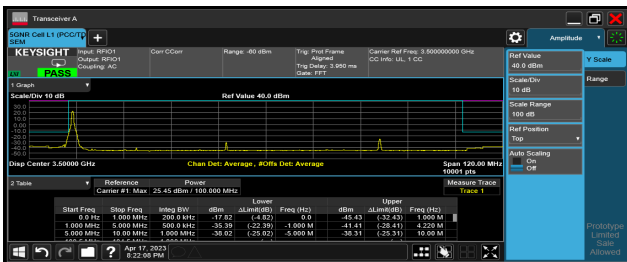 Transceiver A
5GNR Cell L1 (PCC/TD
SEM
+
Amplitude
KEYSIGHT
PASS
Input: RFIO1
Output: RFIO1
Coupling: AC
Corr CCorr
Range: -60 dBm
Trig: Prot Frame
Aligned
Trig Delay: 3.950 ms
Gate: FFT
Carrier Ref Freq: 3.500000000 GHz
CC Info: UL, 1 CC
Ref Value
40.0 dBm
Scale/Div
10 dB
Scale Range
100 dB
Ref Position
Top
Auto Scaling
On
Off
Y Scale
Range
1 Graph
Scale/Div 10 dB
Ref Value 40.0 dBm
30.0
20.0
10.0
0.00
-10.0
-20.0
-30.0
-40.0
-50.0
Disp Center 3.50000 GHz
Chan Det: Average , #Offs Det: Average
Span 120.00 MHz
10001 pts
2 Table
Reference
Power
Carrier #1: Max
25.45 dBm / 100.000 MHz
Measure Trace
Trace 1
Lower
Upper
Start Freq Stop Freq Integ BW dBm ΔLimit(dB) Freq (Hz) dBm ΔLimit(dB) Freq (Hz)
0.0 Hz 1.000 MHz 200.0 kHz -17.82 (-4.82) 0.0 -45.43 (-32.43) 1.000 M
1.000 MHz 5.000 MHz 500.0 kHz -35.39 (-22.39) -1.000 M -41.41 (-28.41) 4.220 M
5.000 MHz 10.00 MHz 1.000 MHz -38.02 (-25.02) -5.000 M -38.31 (-25.31) 10.00 M
Apr 17, 2023
8:22:08 PM
?
Prototype
Limited
Sale
Allowed